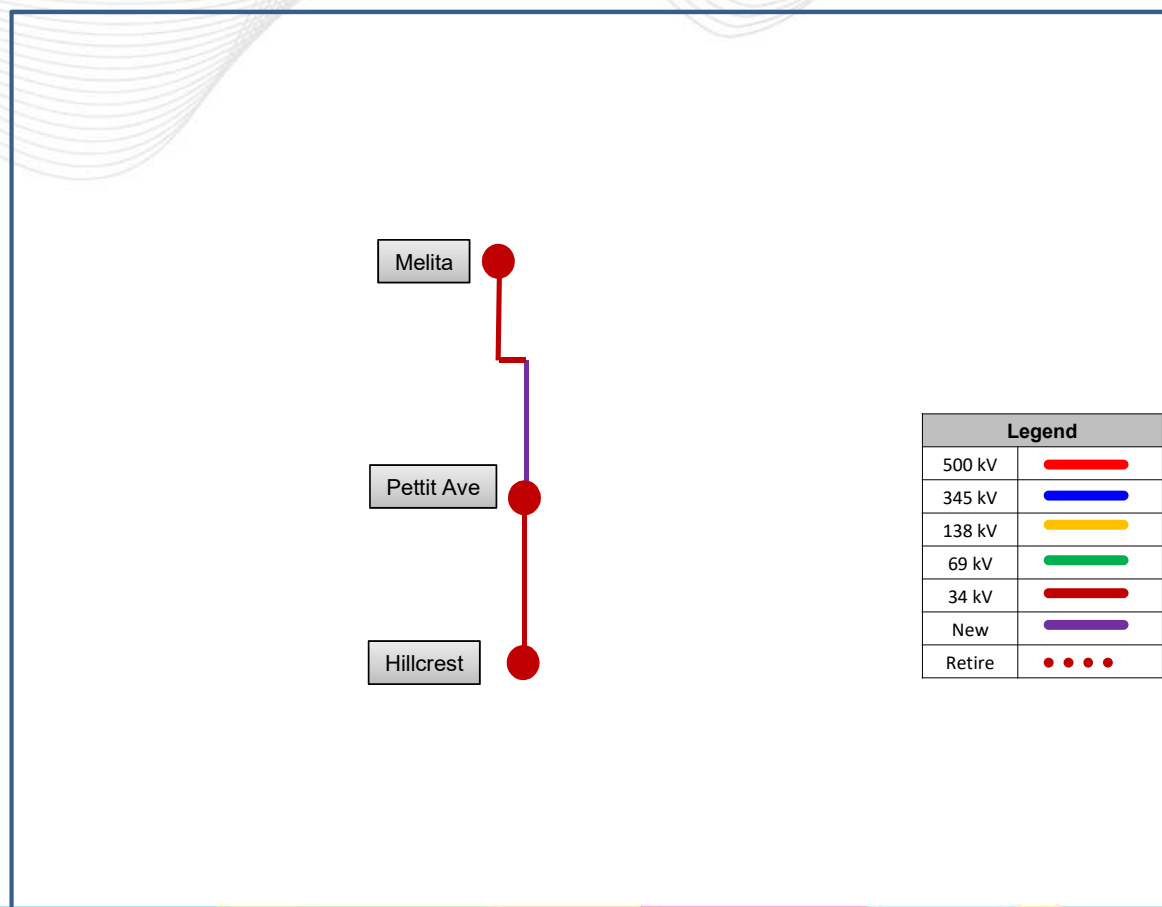 Melita
Pettit Ave
Hillcrest
Legend
500 kV
345 kV
138 kV
69 kV
34 kV
New
Retire